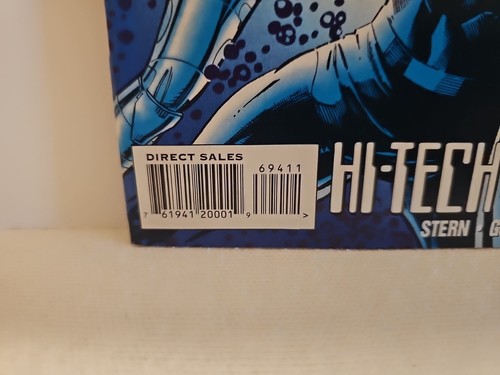 DIRECT SALES
69411
7 61941 20001 9 >
HI-TECH
STERN · G